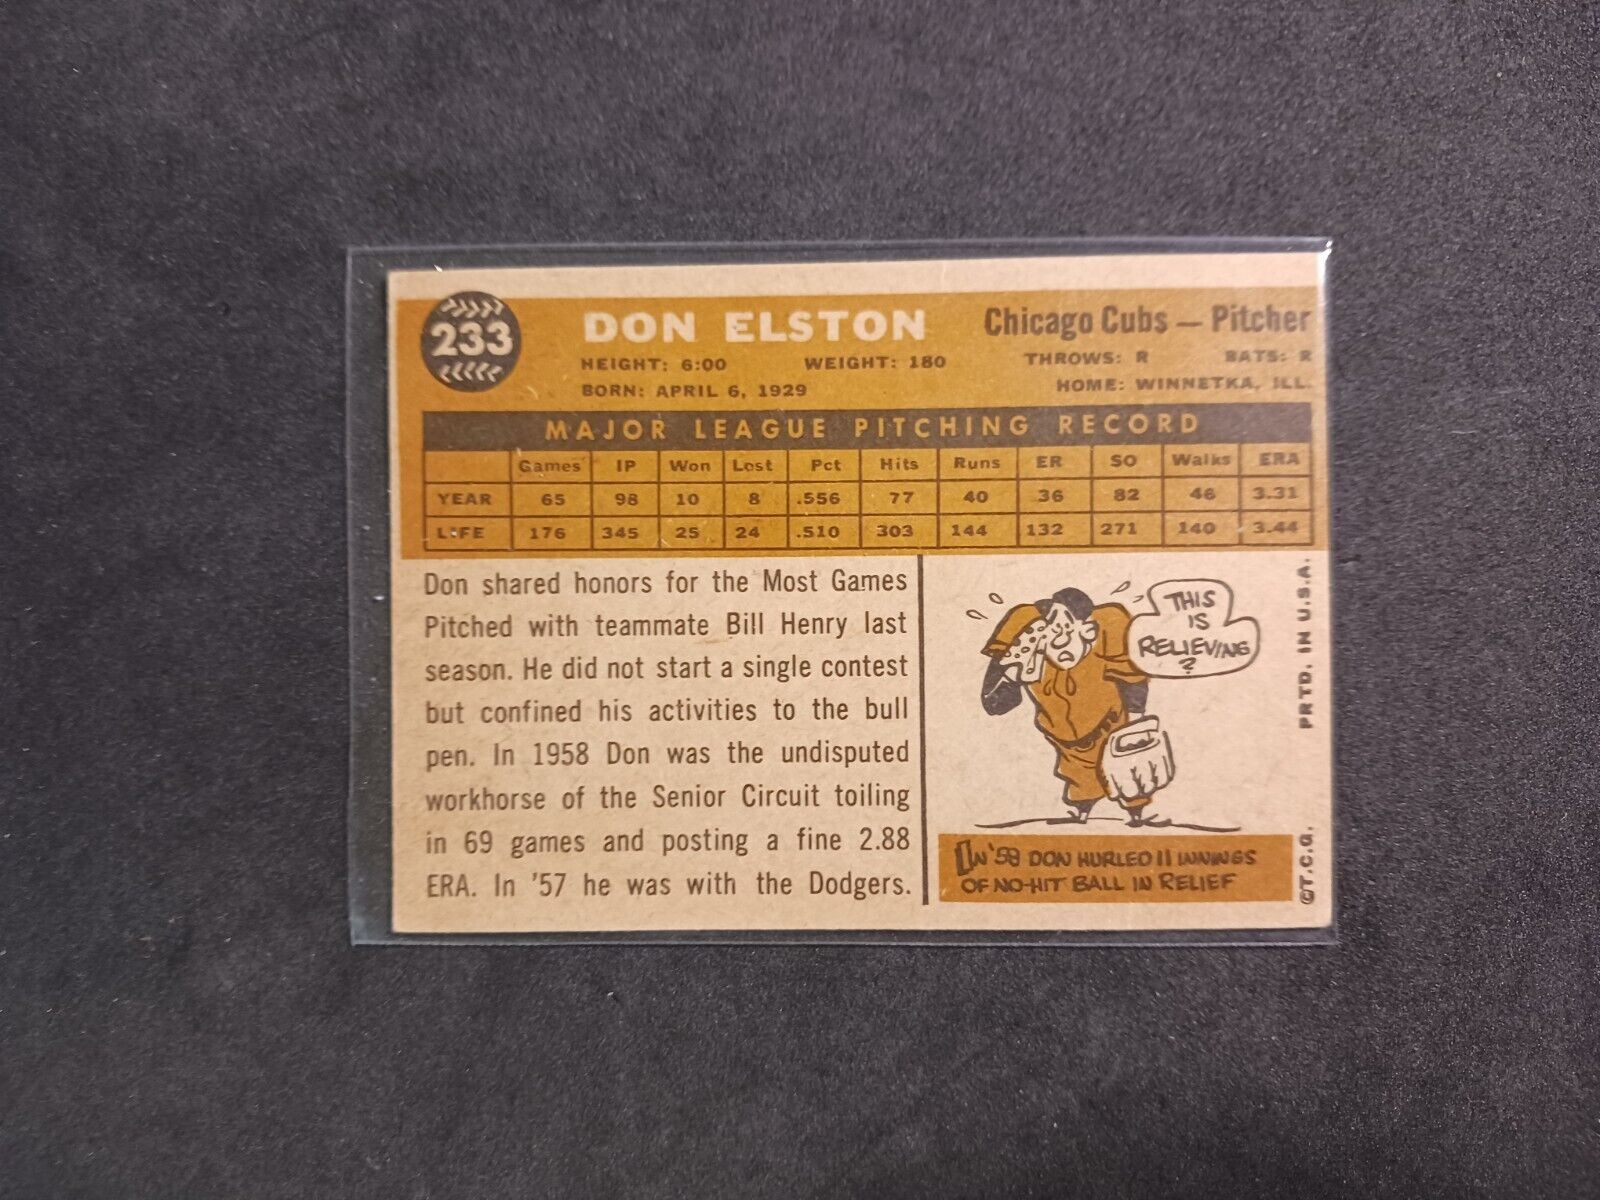 233
DON ELSTON
Chicago Cubs — Pitcher
HEIGHT: 6:00 WEIGHT: 180 THROWS: R BATS: R
BORN: APRIL 6, 1929 HOME: WINNETKA, ILL.
MAJOR LEAGUE PITCHING RECORD
Games IP Won Lost Pct Hits Runs ER SO Walks ERA
YEAR 65 98 10 8 .556 77 40 36 82 46 3.31
LIFE 176 345 25 24 .510 303 144 132 271 140 3.44
Don shared honors for the Most Games
Pitched with teammate Bill Henry last
season. He did not start a single contest
but confined his activities to the bull
pen. In 1958 Don was the undisputed
workhorse of the Senior Circuit toiling
in 69 games and posting a fine 2.88
ERA. In '57 he was with the Dodgers.
THIS
IS
RELIEVING
?
IN '58 DON HURLED 11 INNINGS
OF NO-HIT BALL IN RELIEF
©T.C.G. PRTD. IN U.S.A.